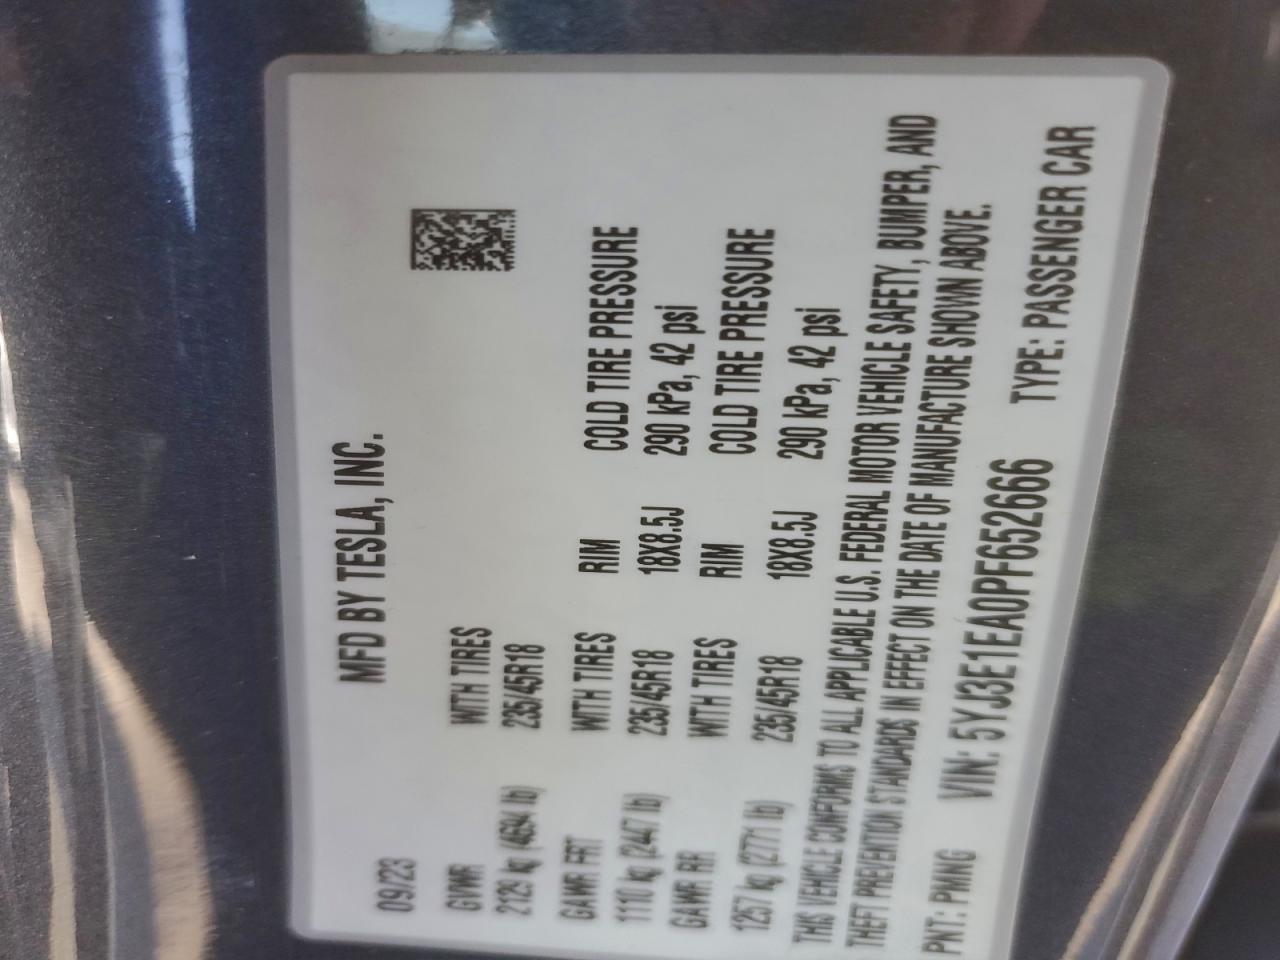 MFD BY TESLA, INC.
09/23
GVWR WITH TIRES
2129 kg (4694 lb) 235/45R18
GAWR FRT WITH TIRES RIM COLD TIRE PRESSURE
1110 kg (2447 lb) 235/45R18 18X8.5J 290 kPa, 42 psi
GAWR RR WITH TIRES RIM COLD TIRE PRESSURE
1257 kg (2771 lb) 235/45R18 18X8.5J 290 kPa, 42 psi
THIS VEHICLE CONFORMS TO ALL APPLICABLE U.S. FEDERAL MOTOR VEHICLE SAFETY, BUMPER, AND
THEFT PREVENTION STANDARDS IN EFFECT ON THE DATE OF MANUFACTURE SHOWN ABOVE.
PNT: PMNG VIN: 5YJ3E1EA0PF652666 TYPE: PASSENGER CAR